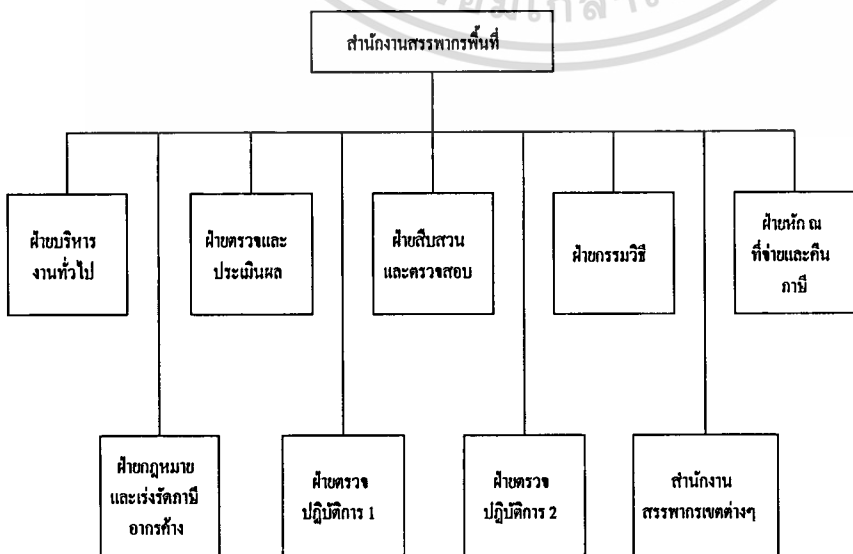 สำนักงานสรรพากรพื้นที่
ฝ่ายบริหาร
งานทั่วไป
ฝ่ายตรวจและ
ประเมินผล
ฝ่ายสืบสวน
และตรวจสอบ
ฝ่ายกรรมวิธี
ฝ่ายหัก ณ
ที่จ่ายและคืน
ภาษี
ฝ่ายกฎหมาย
และเร่งรัดภาษี
อากรค้าง
ฝ่ายตรวจ
ปฏิบัติการ 1
ฝ่ายตรวจ
ปฏิบัติการ 2
สำนักงาน
สรรพากรเขตต่างๆ